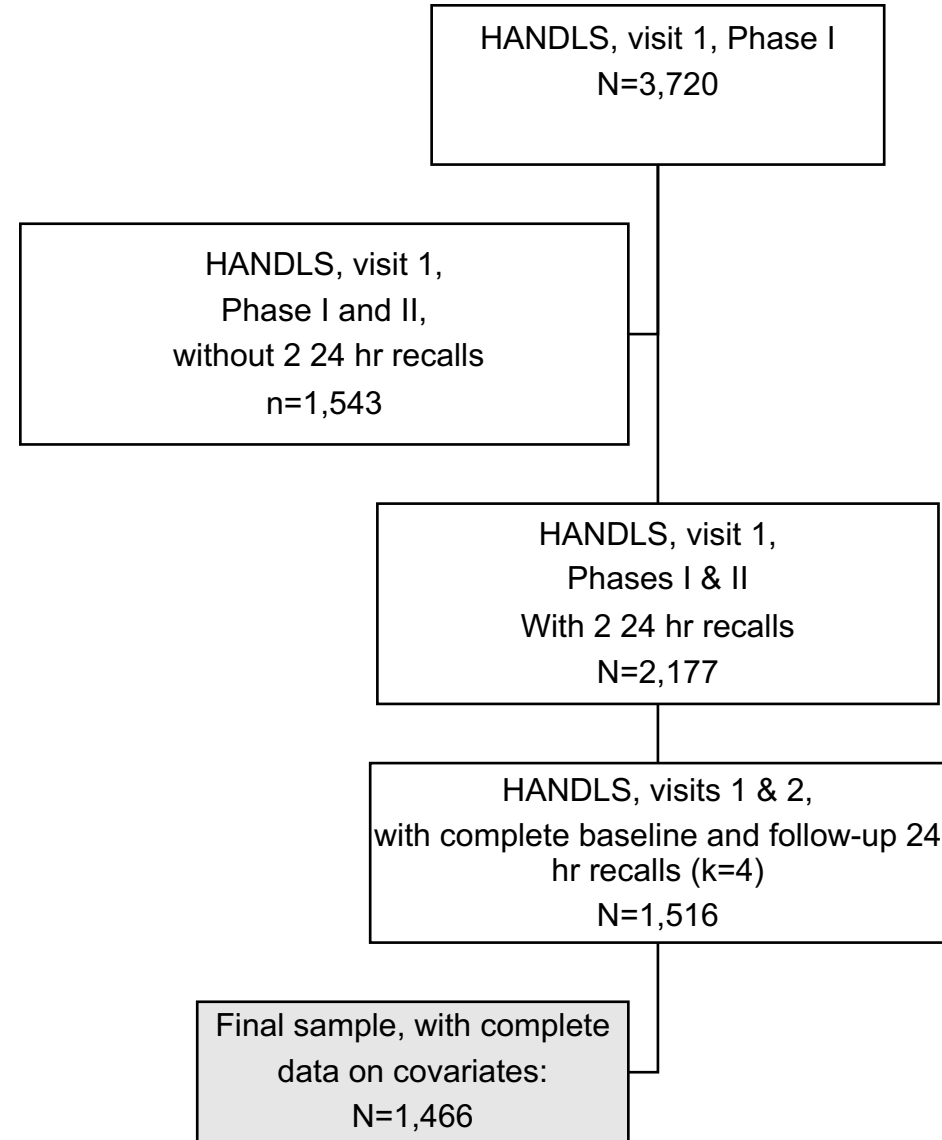 HANDLS, visit 1, Phase I
N=3,720
HANDLS, visit 1,
Phase I and II,
without 2 24 hr recalls
n=1,543
HANDLS, visit 1,
Phases I & II
With 2 24 hr recalls
N=2,177
HANDLS, visits 1 & 2,
with complete baseline and follow-up 24
hr recalls (k=4)
N=1,516
Final sample, with complete
data on covariates:
N=1,466